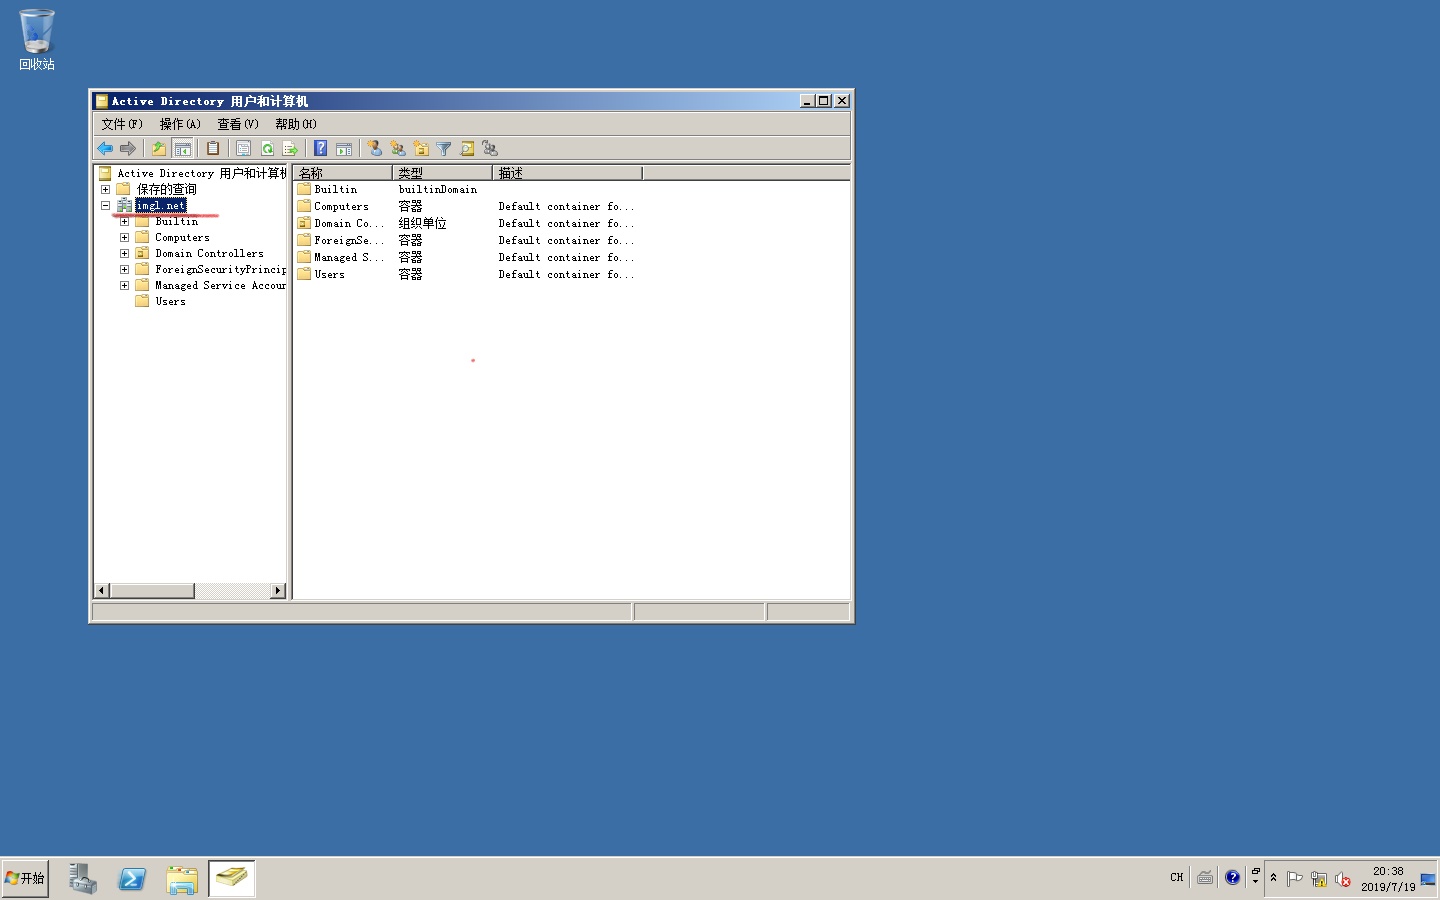 回收站
Active Directory 用户和计算机
文件(F) 操作(A) 查看(V) 帮助(H)
Active Directory 用户和计算机
保存的查询
Builtin
Computers
Domain Controllers
ForeignSecurityPrincip
Managed Service Accour
Users
名称 类型 描述
Builtin builtinDomain
Computers 容器 Default container fo...
Domain Co... 组织单位 Default container fo...
ForeignSe... 容器 Default container fo...
Managed S... 容器 Default container fo...
Users 容器 Default container fo...
开始
CH
20:38
2019/7/19